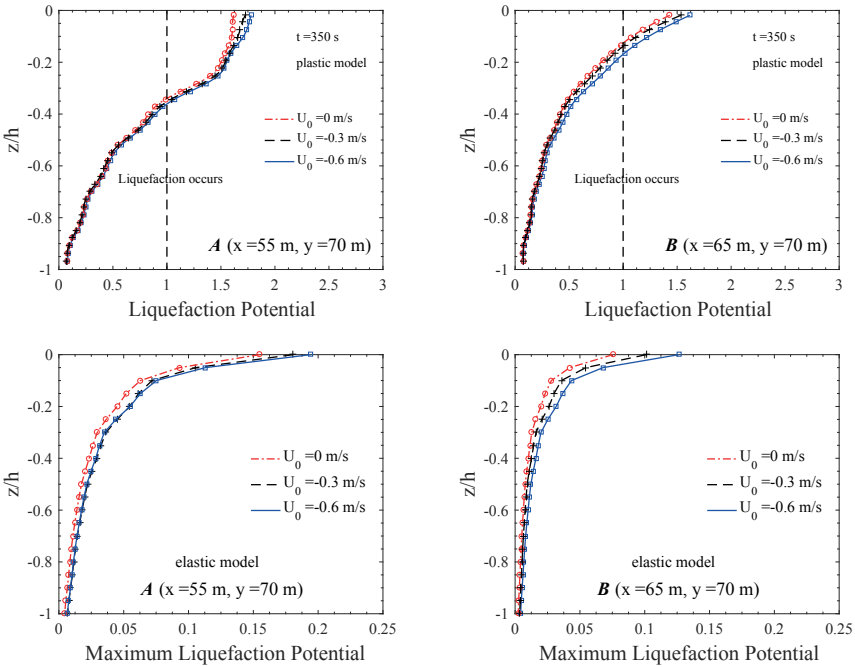 0
-0.2
-0.4
-0.6
-0.8
-1
z/h
t =350 s
plastic model
U0 =0 m/s
U0 =-0.3 m/s
U0 =-0.6 m/s
Liquefaction occurs
A (x =55 m, y =70 m)
0 0.5 1 1.5 2 2.5 3
Liquefaction Potential
0
-0.2
-0.4
-0.6
-0.8
-1
z/h
t =350 s
plastic model
U0 =0 m/s
U0 =-0.3 m/s
U0 =-0.6 m/s
Liquefaction occurs
B (x =65 m, y =70 m)
0 0.5 1 1.5 2 2.5 3
Liquefaction Potential
0
-0.2
-0.4
-0.6
-0.8
-1
z/h
U0 =0 m/s
U0 =-0.3 m/s
U0 =-0.6 m/s
elastic model
A (x =55 m, y =70 m)
0 0.05 0.1 0.15 0.2 0.25
Maximum Liquefaction Potential
0
-0.2
-0.4
-0.6
-0.8
-1
z/h
U0 =0 m/s
U0 =-0.3 m/s
U0 =-0.6 m/s
elastic model
B (x =65 m, y =70 m)
0 0.05 0.1 0.15 0.2 0.25
Maximum Liquefaction Potential